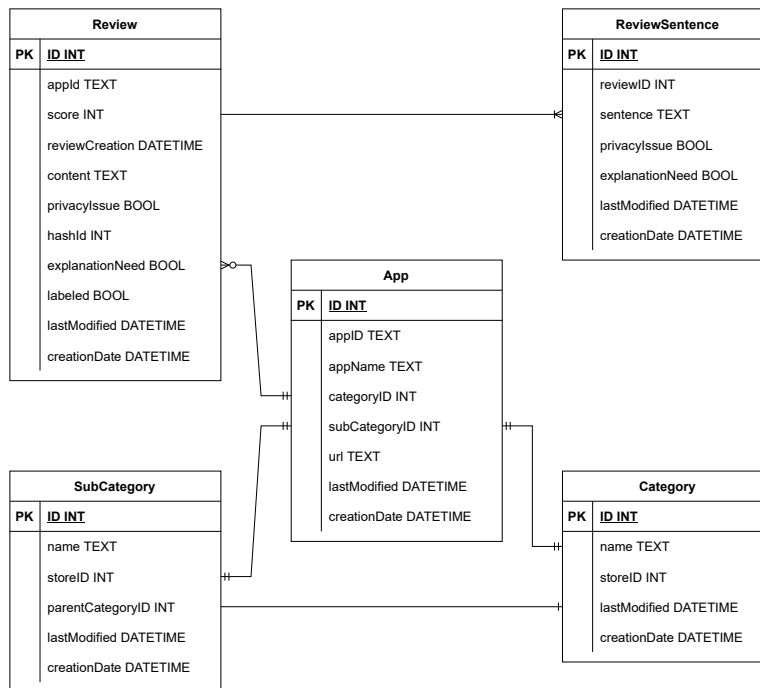 Review
PK ID INT
appId TEXT
score INT
reviewCreation DATETIME
content TEXT
privacyIssue BOOL
hashId INT
explanationNeed BOOL
labeled BOOL
lastModified DATETIME
creationDate DATETIME
ReviewSentence
PK ID INT
reviewID INT
sentence TEXT
privacyIssue BOOL
explanationNeed BOOL
lastModified DATETIME
creationDate DATETIME
App
PK ID INT
appID TEXT
appName TEXT
categoryID INT
subCategoryID INT
url TEXT
lastModified DATETIME
creationDate DATETIME
SubCategory
PK ID INT
name TEXT
storeID INT
parentCategoryID INT
lastModified DATETIME
creationDate DATETIME
Category
PK ID INT
name TEXT
storeID INT
lastModified DATETIME
creationDate DATETIME